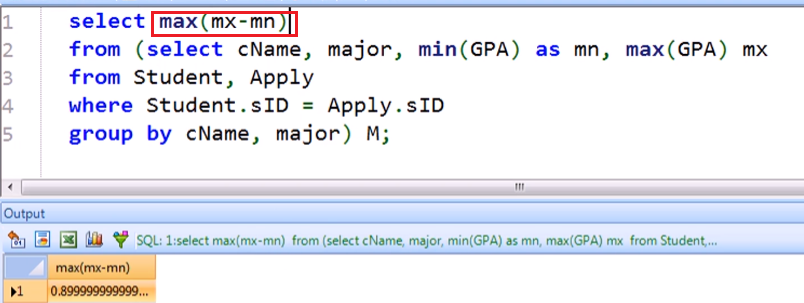 1 select max(mx-mn)
2 from (select cName, major, min(GPA) as mn, max(GPA) mx
3 from Student, Apply
4 where Student.sID = Apply.sID
5 group by cName, major) M;
Output
SQL: 1:select max(mx-mn) from (select cName, major, min(GPA) as mn, max(GPA) mx from Student,...
max(mx-mn)
1 0.899999999999...